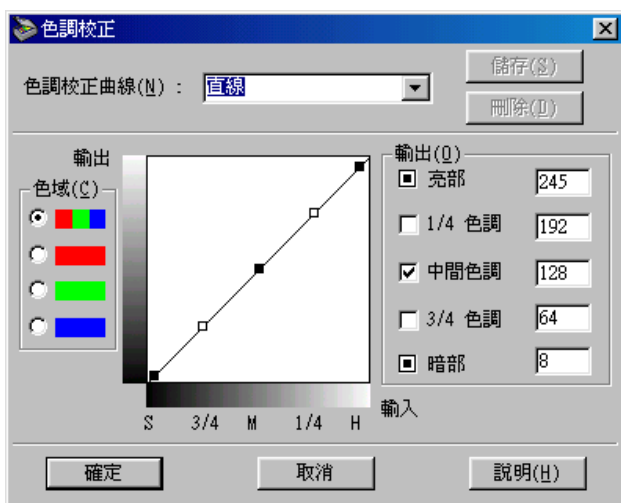 色調校正
色調校正曲線(N) : 直線
儲存(S)
刪除(D)
輸出
色域(C)
輸出(O)
亮部 245
1/4 色調 192
中間色調 128
3/4 色調 64
暗部 8
S 3/4 M 1/4 H
輸入
確定 取消 說明(H)